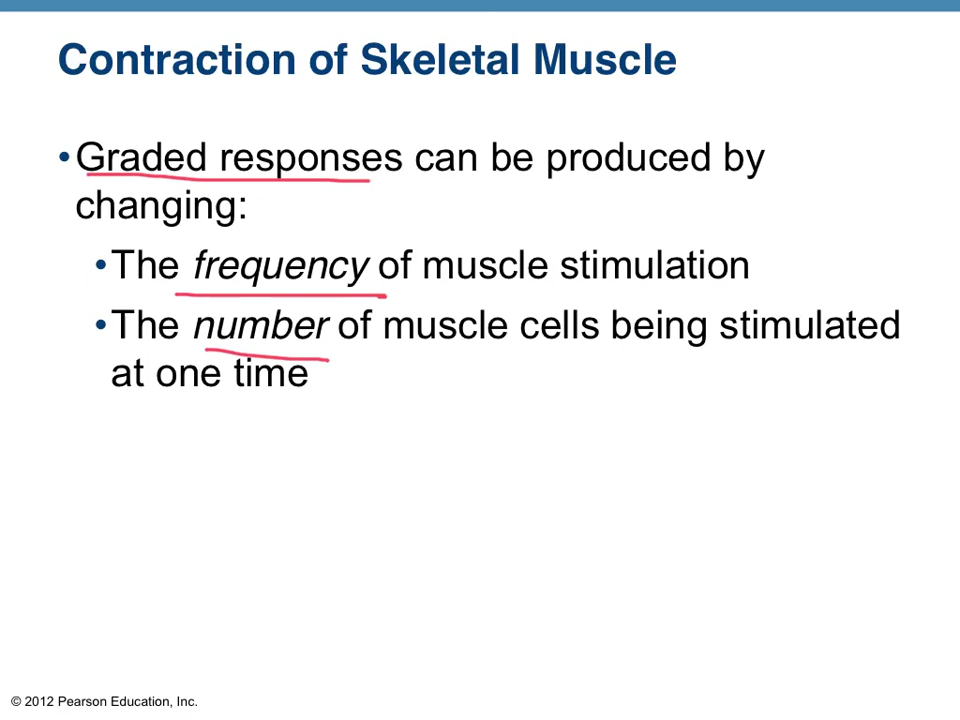 Contraction of Skeletal Muscle
•Graded responses can be produced by
changing:
•The frequency of muscle stimulation
•The number of muscle cells being stimulated
at one time
© 2012 Pearson Education, Inc.